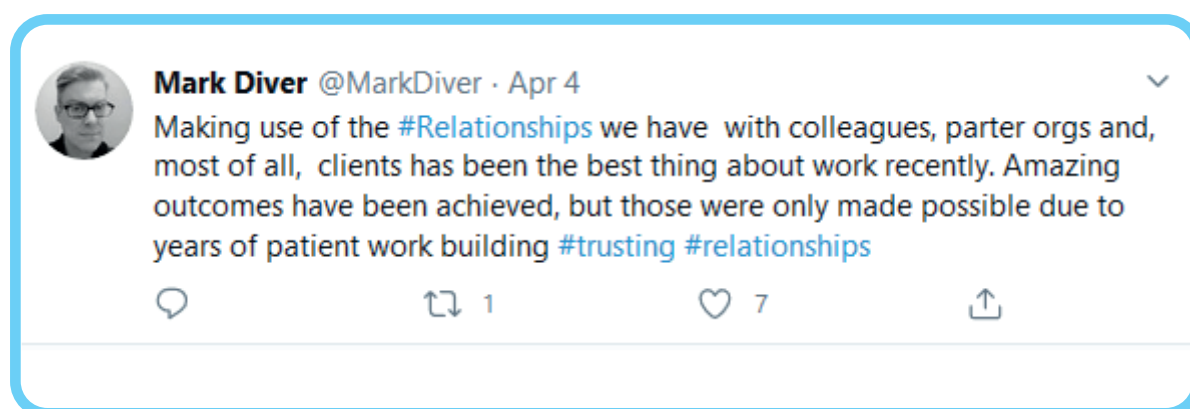 Mark Diver @MarkDiver · Apr 4
Making use of the #Relationships we have  with colleagues, parter orgs and,
most of all,  clients has been the best thing about work recently. Amazing
outcomes have been achieved, but those were only made possible due to
years of patient work building #trusting #relationships
1 7